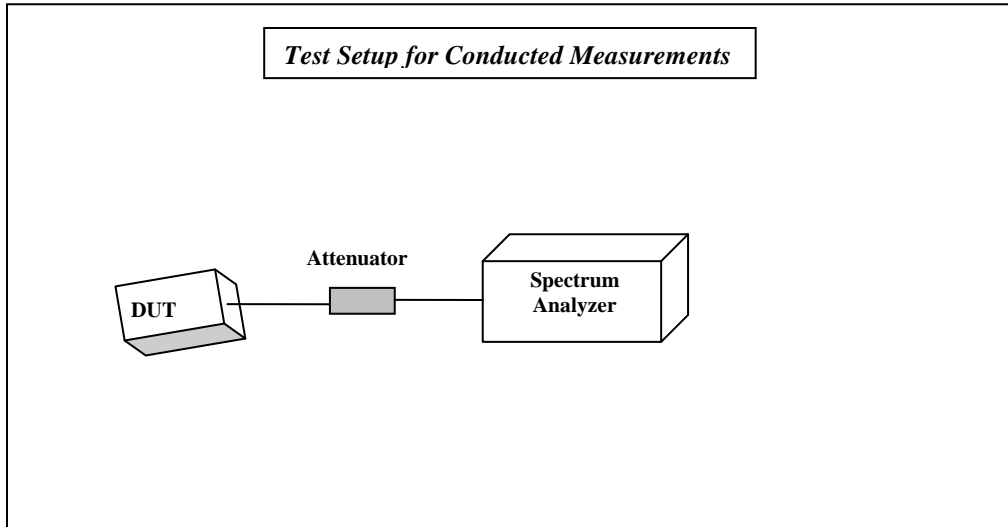 Test Setup for Conducted Measurements
Attenuator
DUT
Spectrum
Analyzer